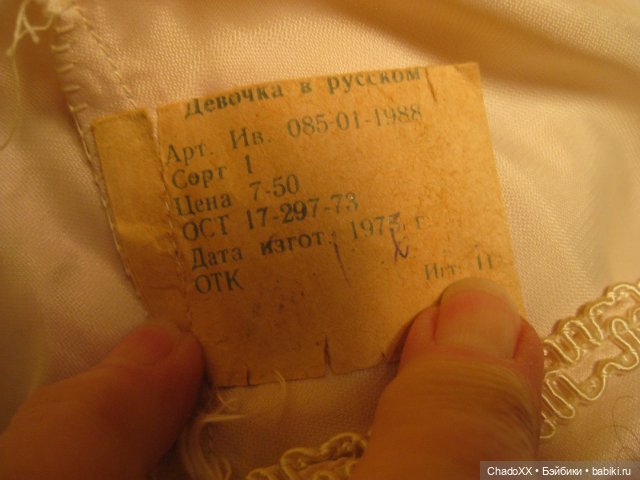 Девочка в русском
Арт. Ив. 085-01-1988
Сорт 1
Цена 7-50
ОСТ 17-297-73
Дата изгот. 1975 г.
ОТК
ChadoXX • Бэйбики • babiki.ru